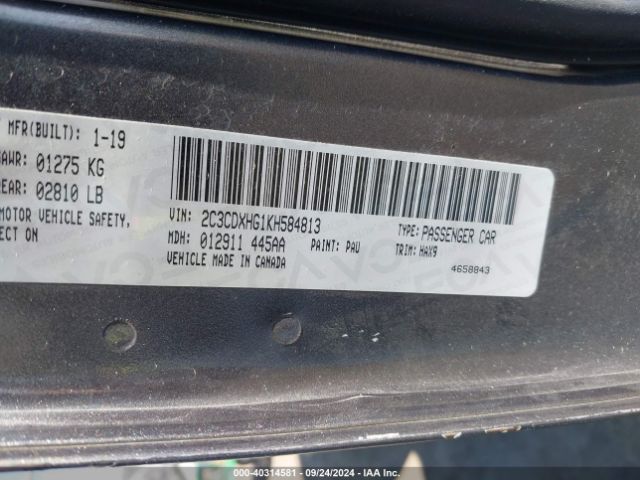 MFR(BUILT): 1-19
GAWR: 01275 KG
REAR: 02810 LB
MOTOR VEHICLE SAFETY,
ECT ON
VIN: 2C3CDXHG1KH584813
TYPE: PASSENGER CAR
MDH: 012911 445AA
PAINT: PAU
TRIM: HAX9
VEHICLE MADE IN CANADA
4658843
000-40314581 - 09/24/2024 - IAA Inc.